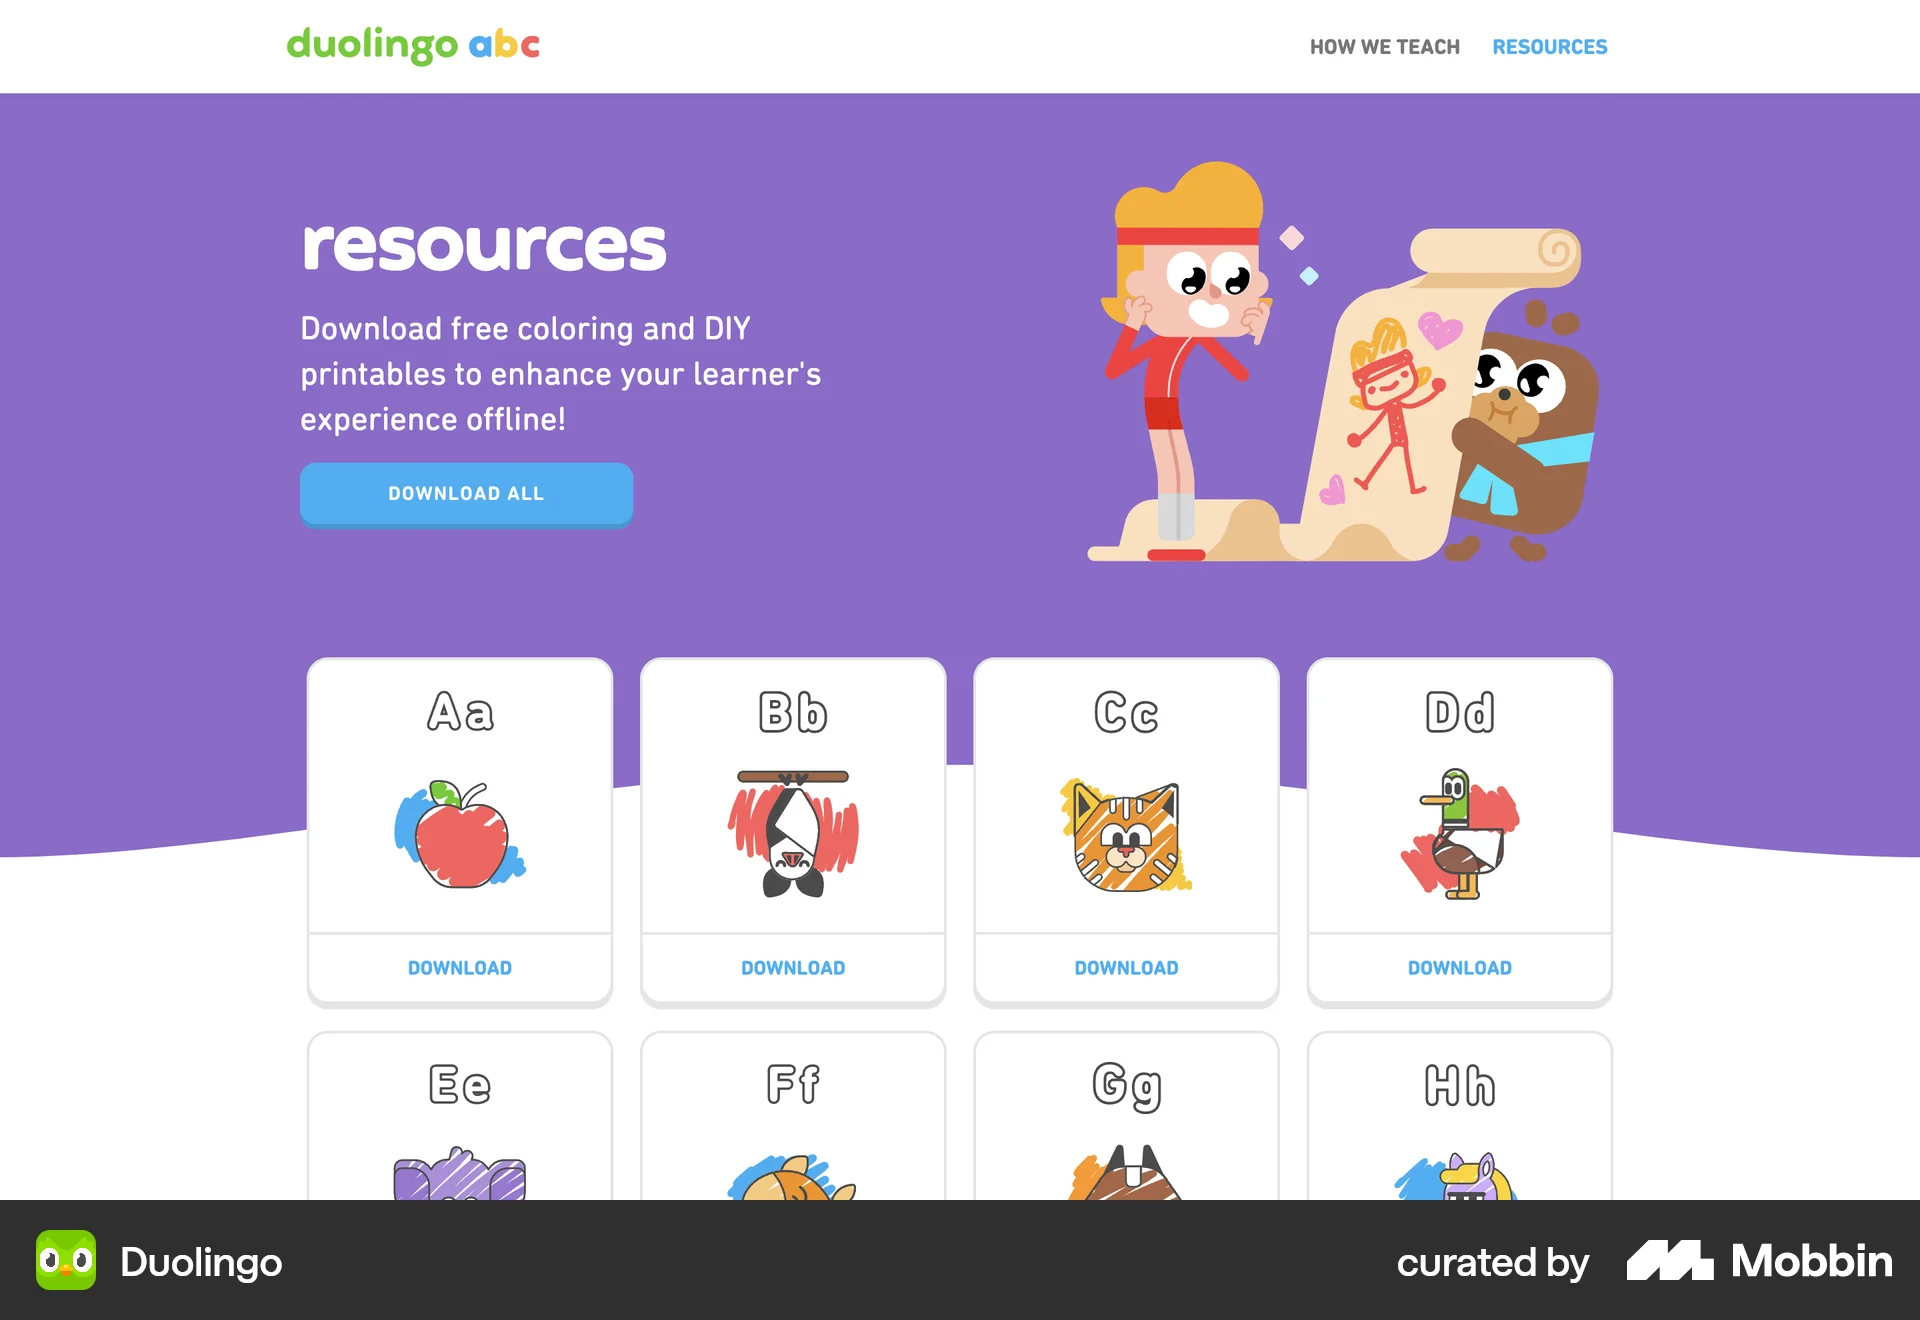 duolingo abc
HOW WE TEACH
RESOURCES
resources
Download free coloring and DIY
printables to enhance your learner's
experience offline!
DOWNLOAD ALL
Aa
Bb
Cc
Dd
DOWNLOAD
DOWNLOAD
DOWNLOAD
DOWNLOAD
Ee
Ff
Gg
Hh
Duolingo
curated by
Mobbin